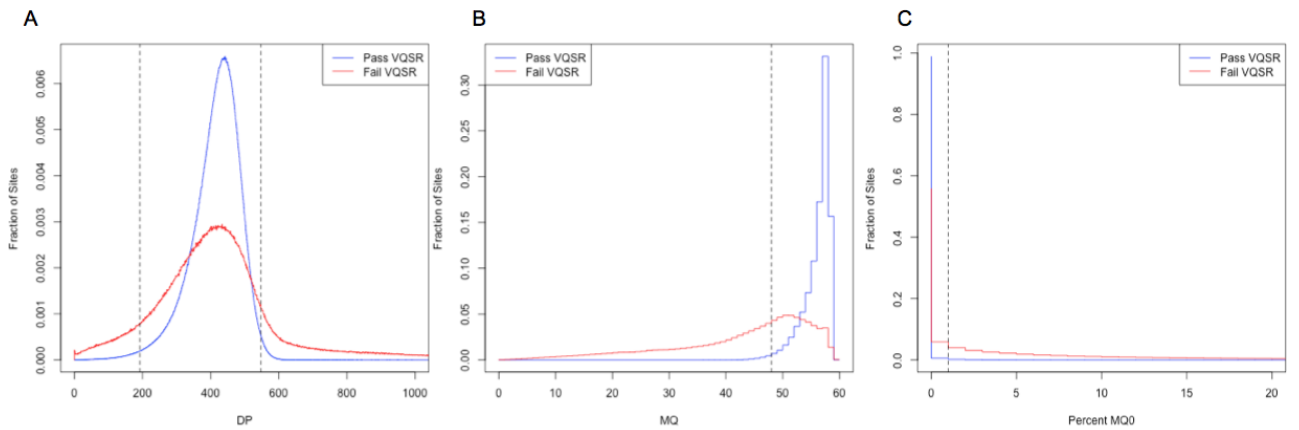 A
Fraction of Sites
0.000 0.001 0.002 0.003 0.004 0.005 0.006
Pass VQSR
Fail VQSR
0 200 400 600 800 1000
DP
B
Fraction of Sites
0.00 0.05 0.10 0.15 0.20 0.25 0.30
Pass VQSR
Fail VQSR
0 10 20 30 40 50 60
MQ
C
Fraction of Sites
0.0 0.2 0.4 0.6 0.8 1.0
Pass VQSR
Fail VQSR
0 5 10 15 20
Percent MQ0